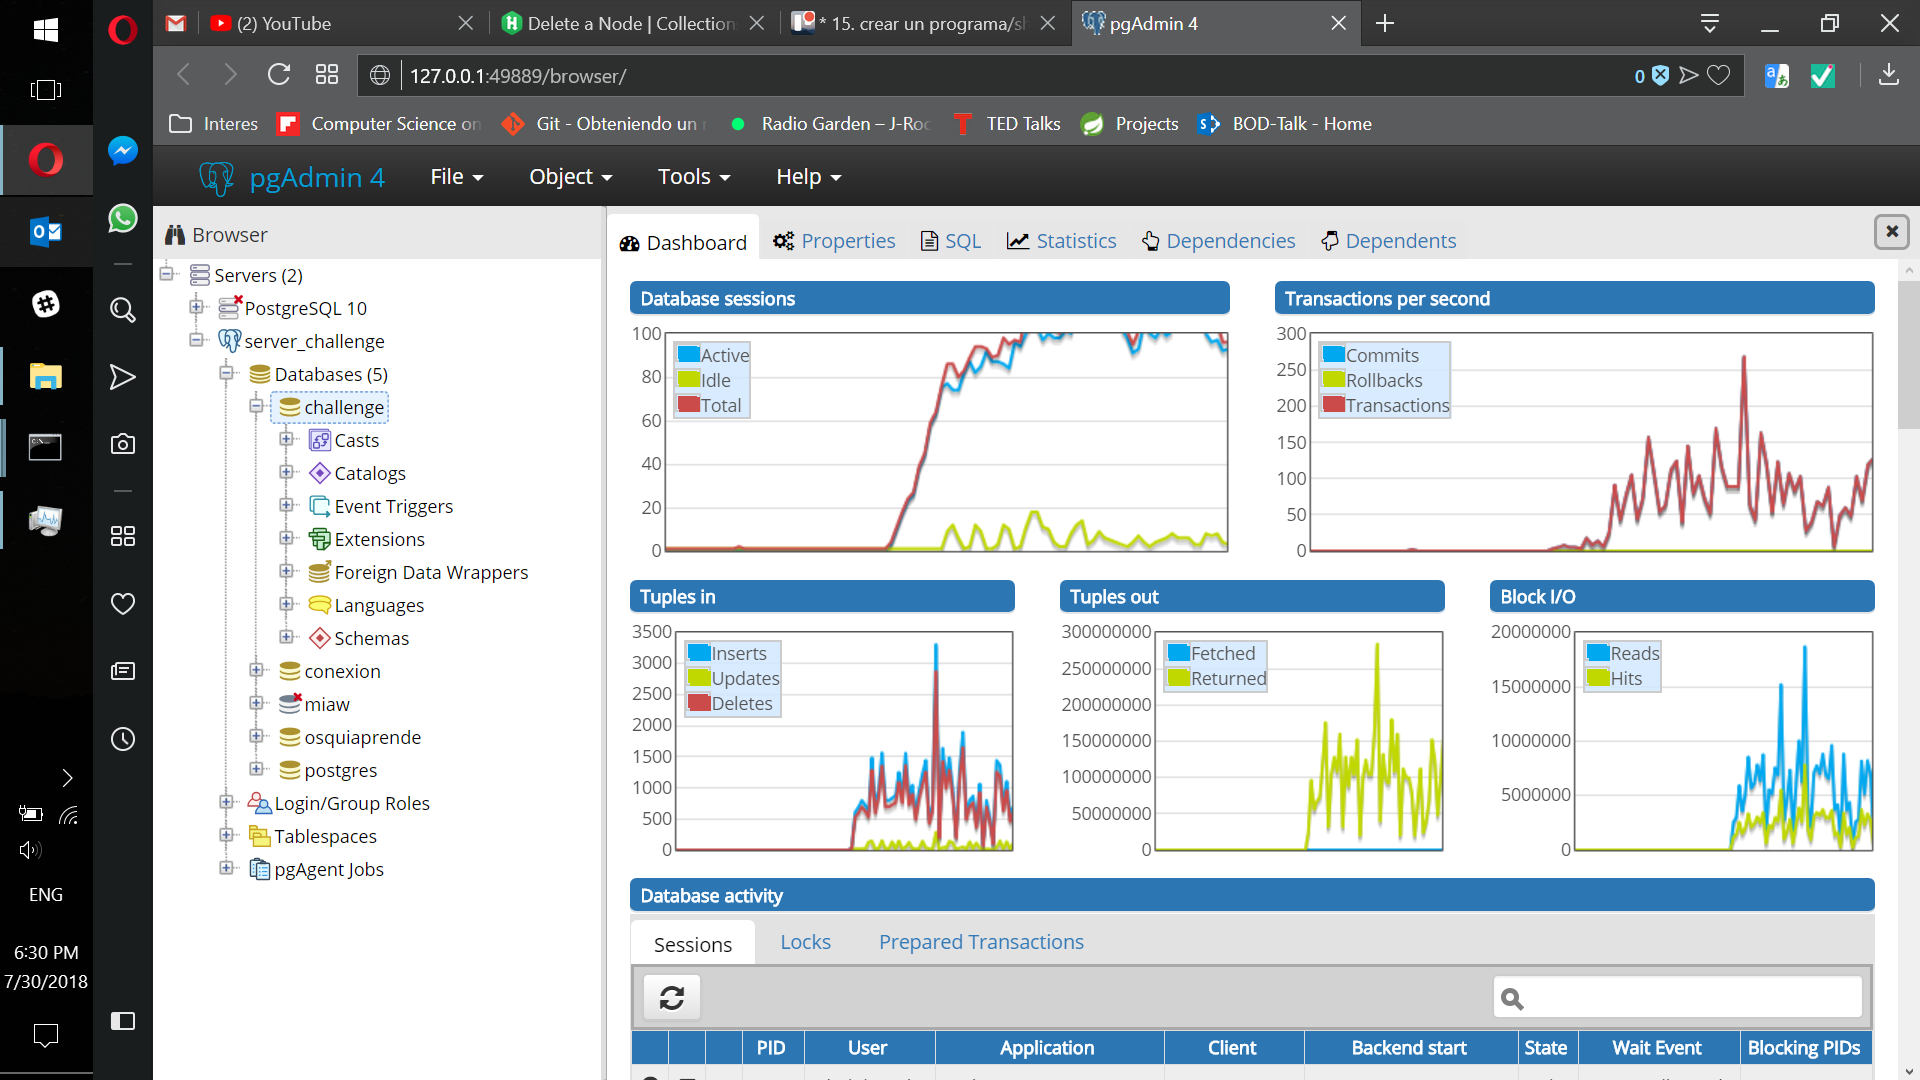 (2) YouTube
Delete a Node | Collection
* 15. crear un programa/sh
pgAdmin 4
127.0.0.1:49889/browser/
0
Interes
Computer Science on
Git - Obteniendo un
Radio Garden – J-Roc
TED Talks
Projects
BOD-Talk - Home
pgAdmin 4
File
Object
Tools
Help
Browser
Servers (2)
PostgreSQL 10
server_challenge
Databases (5)
challenge
Casts
Catalogs
Event Triggers
Extensions
Foreign Data Wrappers
Languages
Schemas
conexion
miaw
osquiaprende
postgres
Login/Group Roles
Tablespaces
pgAgent Jobs
Dashboard
Properties
SQL
Statistics
Dependencies
Dependents
Database sessions
100
80
60
40
20
0
Active
Idle
Total
Transactions per second
300
250
200
150
100
50
0
Commits
Rollbacks
Transactions
Tuples in
3500
3000
2500
2000
1500
1000
500
0
Inserts
Updates
Deletes
Tuples out
300000000
250000000
200000000
150000000
100000000
50000000
0
Fetched
Returned
Block I/O
20000000
15000000
10000000
5000000
0
Reads
Hits
Database activity
Sessions
Locks
Prepared Transactions
PID
User
Application
Client
Backend start
State
Wait Event
Blocking PIDs
ENG
6:30 PM
7/30/2018